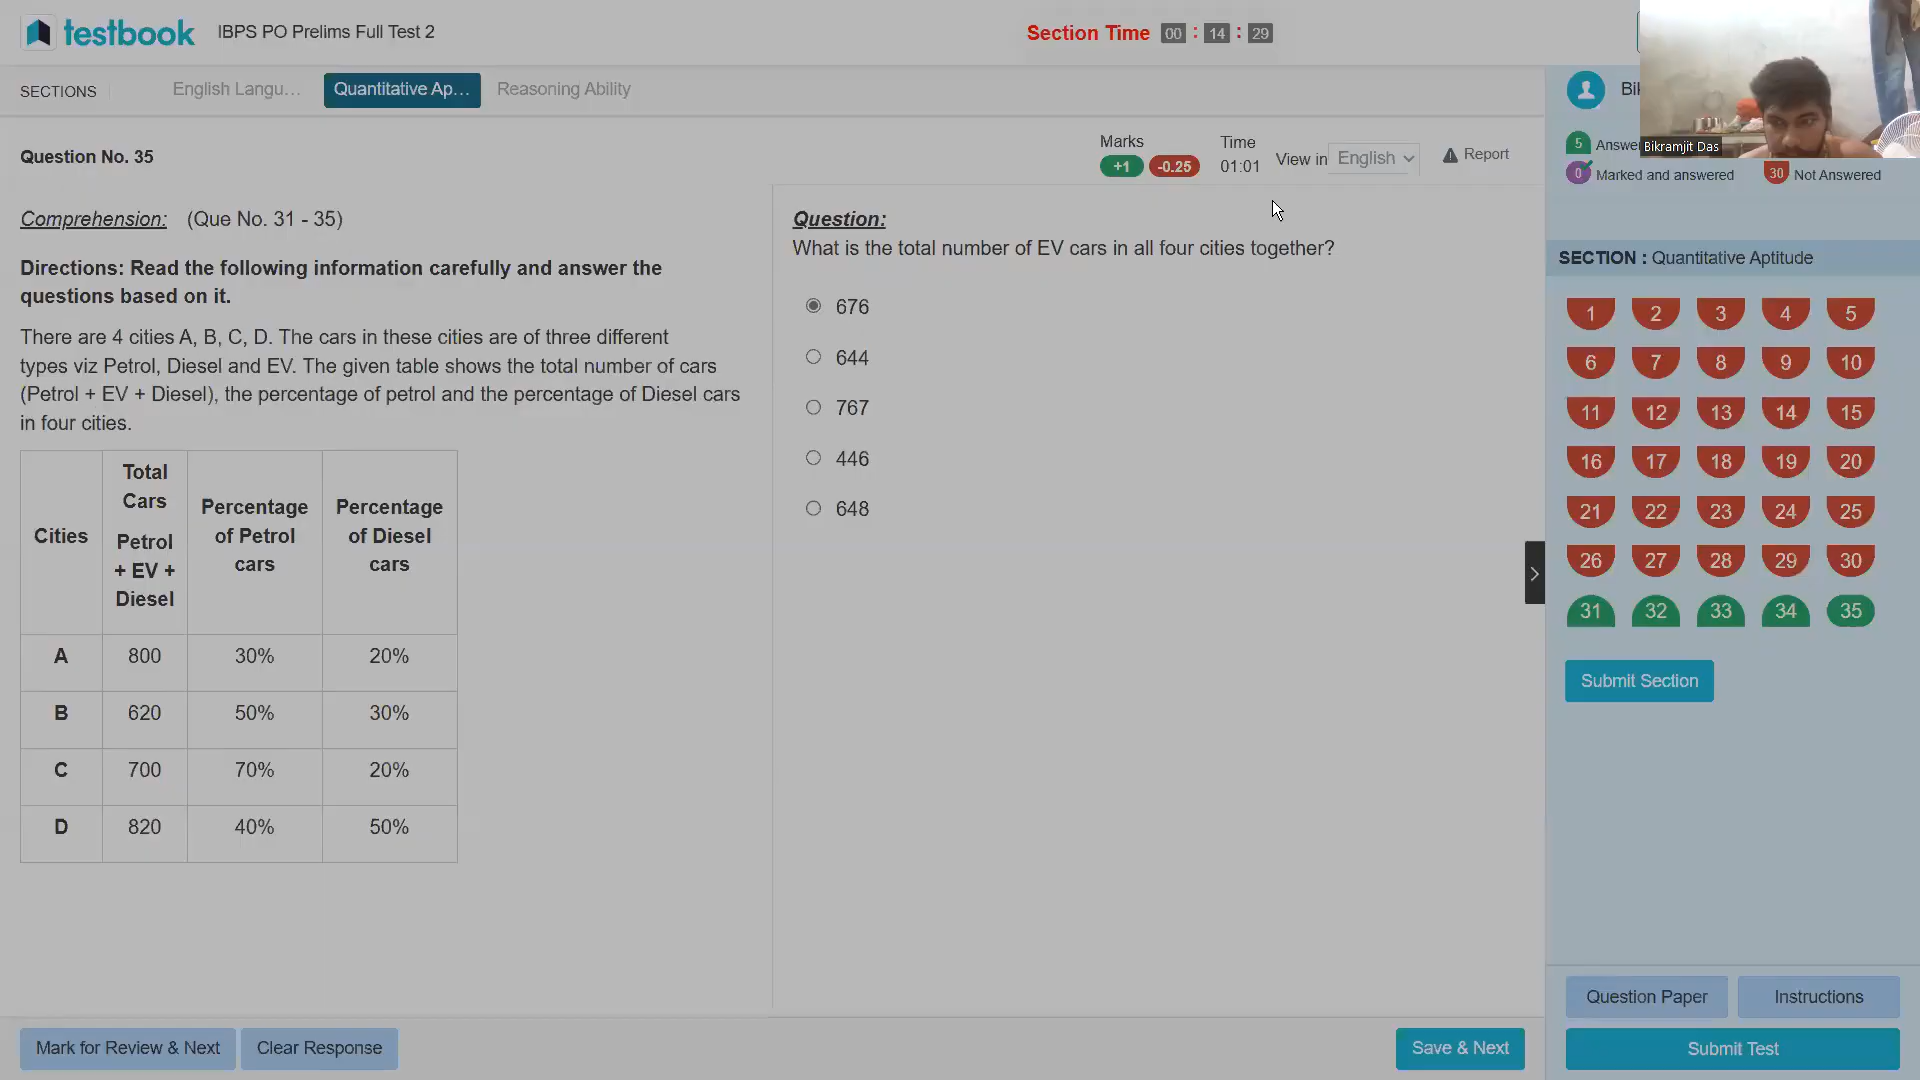 testbook
IBPS PO Prelims Full Test 2
Section Time 00 : 14 : 29
SECTIONS
English Langu...
Quantitative Ap...
Reasoning Ability
Question No. 35
Marks
+1 -0.25
Time
01:01
View in English
Report
Comprehension: (Que No. 31 - 35)
Directions: Read the following information carefully and answer the
questions based on it.
There are 4 cities A, B, C, D. The cars in these cities are of three different
types viz Petrol, Diesel and EV. The given table shows the total number of cars
(Petrol + EV + Diesel), the percentage of petrol and the percentage of Diesel cars
in four cities.
Cities
Total
Cars
Petrol
+ EV +
Diesel
Percentage
of Petrol
cars
Percentage
of Diesel
cars
A 800 30% 20%
B 620 50% 30%
C 700 70% 20%
D 820 40% 50%
Question:
What is the total number of EV cars in all four cities together?
676
644
767
446
648
Bikramjit Das
5
0 Marked and answered
30 Not Answered
SECTION : Quantitative Aptitude
1 2 3 4 5
6 7 8 9 10
11 12 13 14 15
16 17 18 19 20
21 22 23 24 25
26 27 28 29 30
31 32 33 34 35
Submit Section
Question Paper
Instructions
Mark for Review & Next
Clear Response
Save & Next
Submit Test